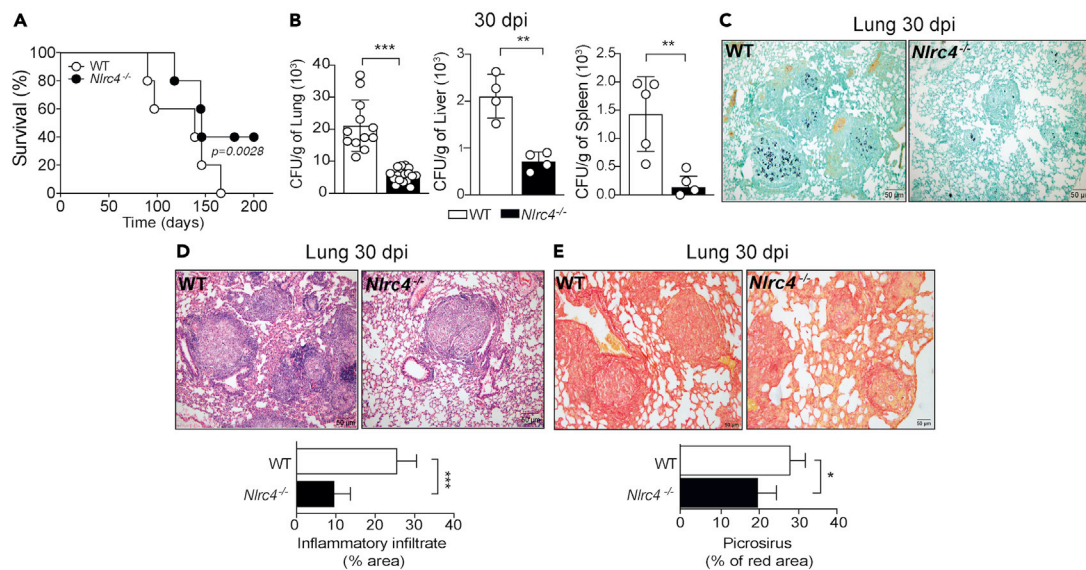 A
Survival (%)
100
80
60
40
20
0
WT
Nlrc4-/-
p=0.0028
0 50 100 150 200
Time (days)
B
30 dpi
CFU/g of Lung (10³)
40
30
20
10
0
***
CFU/g of Liver (10³)
3
2
1
0
**
CFU/g of Spleen (10³)
2.5
2.0
1.5
1.0
0.5
0.0
**
WT Nlrc4-/-
C
Lung 30 dpi
WT
50 µm
Nlrc4-/-
50 µm
D
Lung 30 dpi
WT
50 µm
Nlrc4-/-
50 µm
WT
Nlrc4-/-
***
0 10 20 30 40
Inflammatory infiltrate
(% area)
E
Lung 30 dpi
WT
50 µm
Nlrc4-/-
50 µm
WT
Nlrc4-/-
*
0 10 20 30 40
Picrosirus
(% of red area)